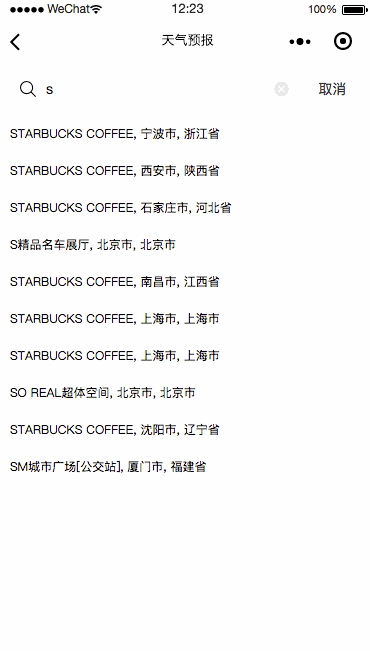 ●●●●● WeChat 12:23 100%
天气预报
s 取消
STARBUCKS COFFEE, 宁波市, 浙江省
STARBUCKS COFFEE, 西安市, 陕西省
STARBUCKS COFFEE, 石家庄市, 河北省
S精品名车展厅, 北京市, 北京市
STARBUCKS COFFEE, 南昌市, 江西省
STARBUCKS COFFEE, 上海市, 上海市
STARBUCKS COFFEE, 上海市, 上海市
SO REAL超体空间, 北京市, 北京市
STARBUCKS COFFEE, 沈阳市, 辽宁省
SM城市广场[公交站], 厦门市, 福建省